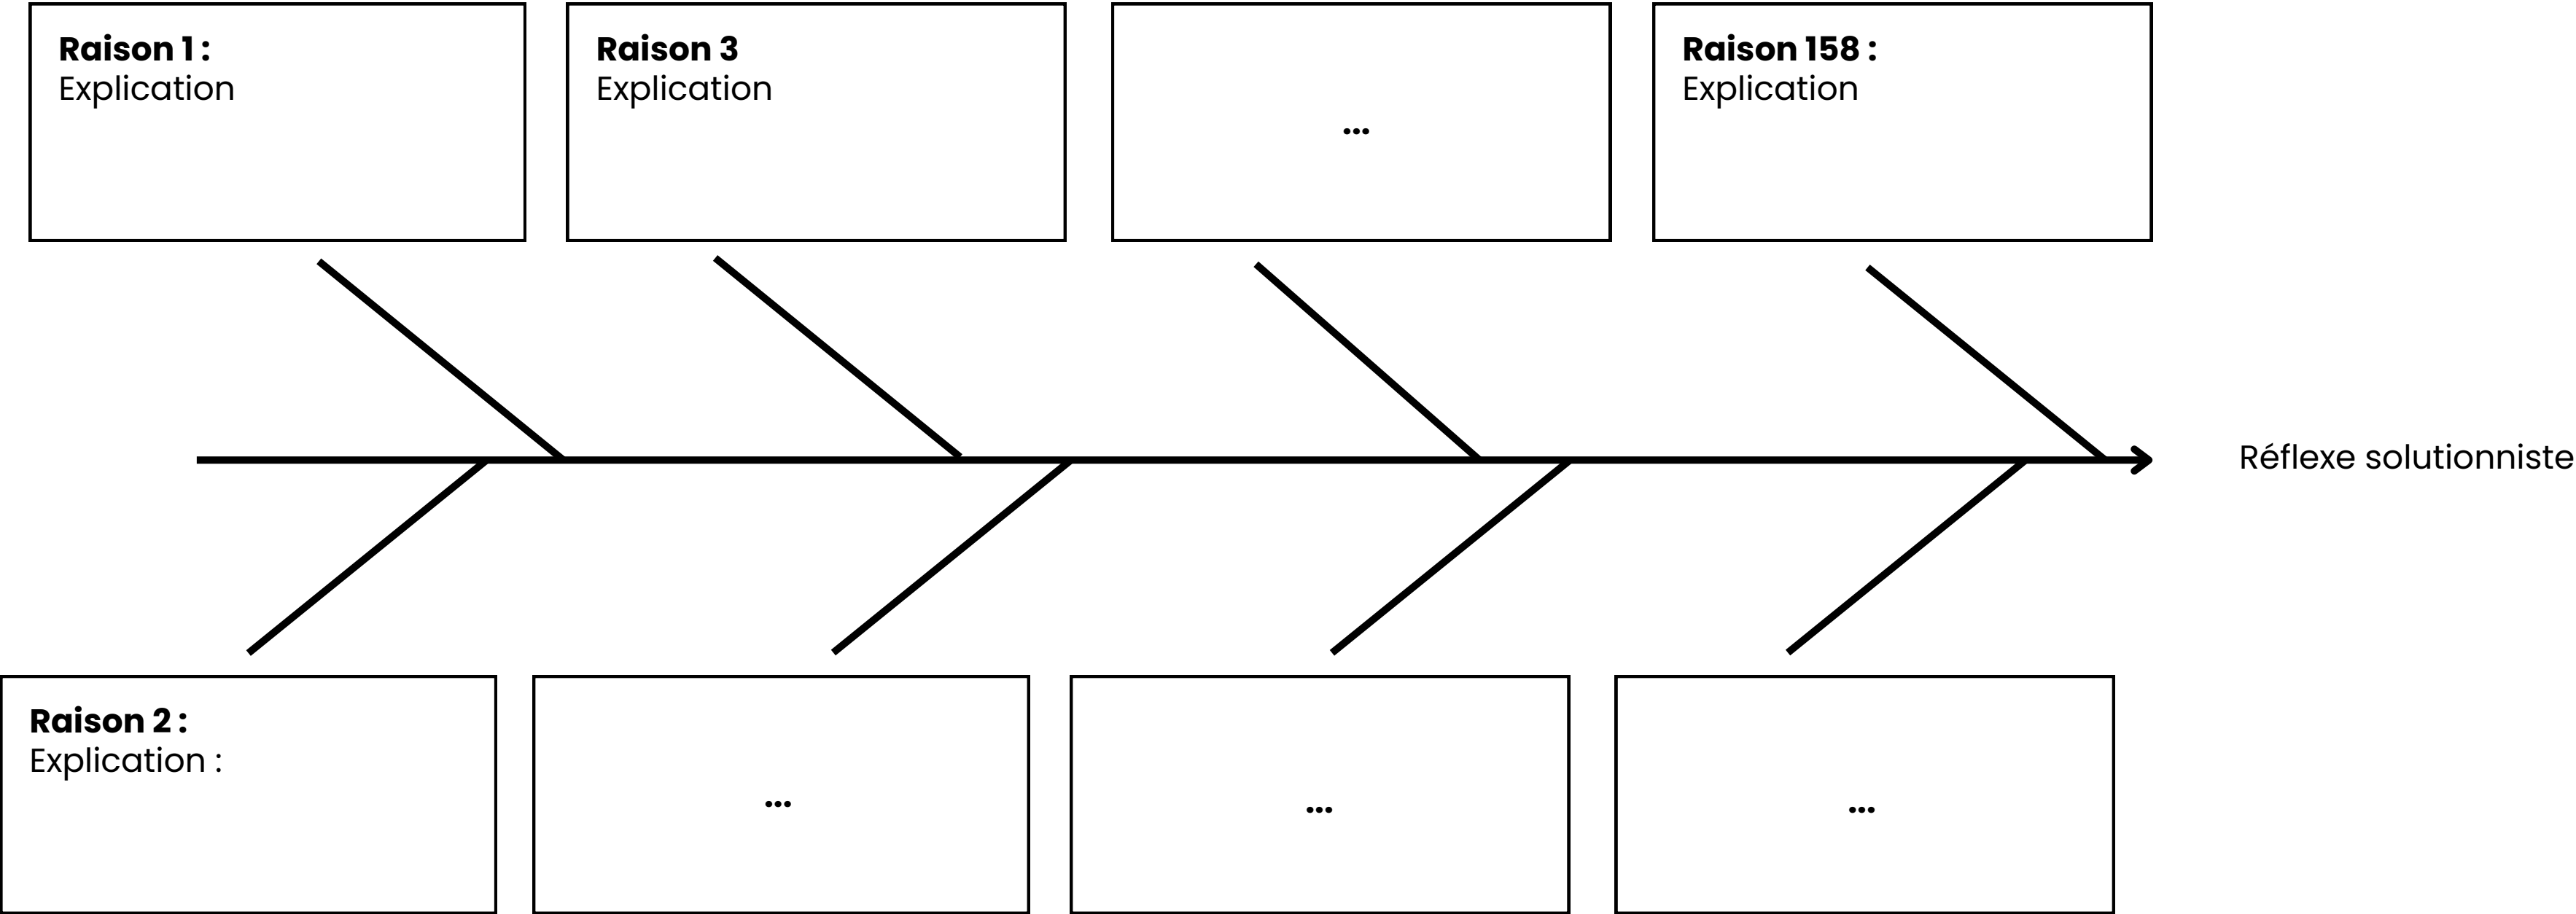 Raison 1 :
Explication
Raison 3
Explication
...
Raison 158 :
Explication
Réflexe solutionniste
Raison 2 :
Explication :
...
...
...